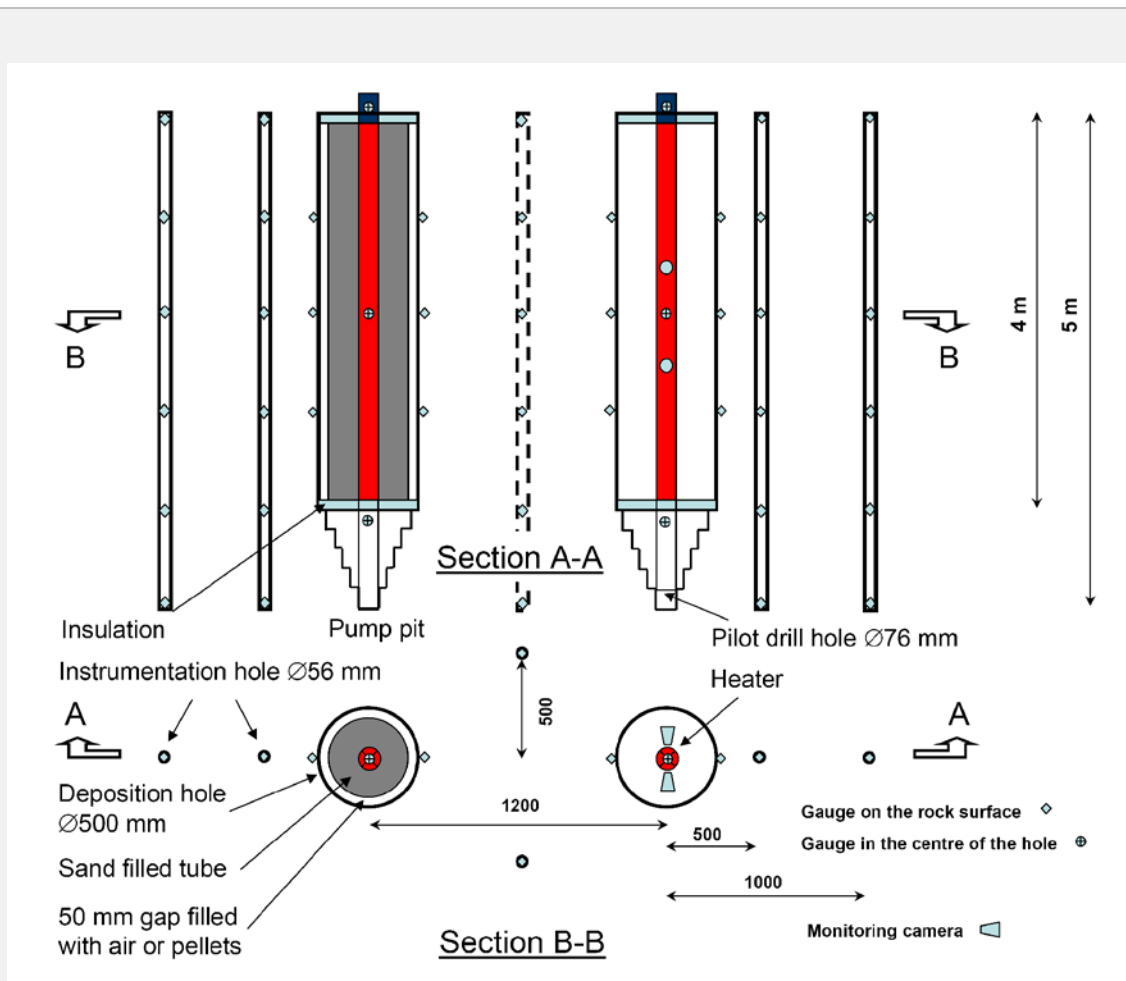 B
B
4 m
5 m
Section A-A
Insulation
Pump pit
Pilot drill hole ∅76 mm
Instrumentation hole ∅56 mm
Heater
A
500
A
Deposition hole
∅500 mm
1200
Gauge on the rock surface
500
Gauge in the centre of the hole
Sand filled tube
1000
50 mm gap filled
with air or pellets
Monitoring camera
Section B-B